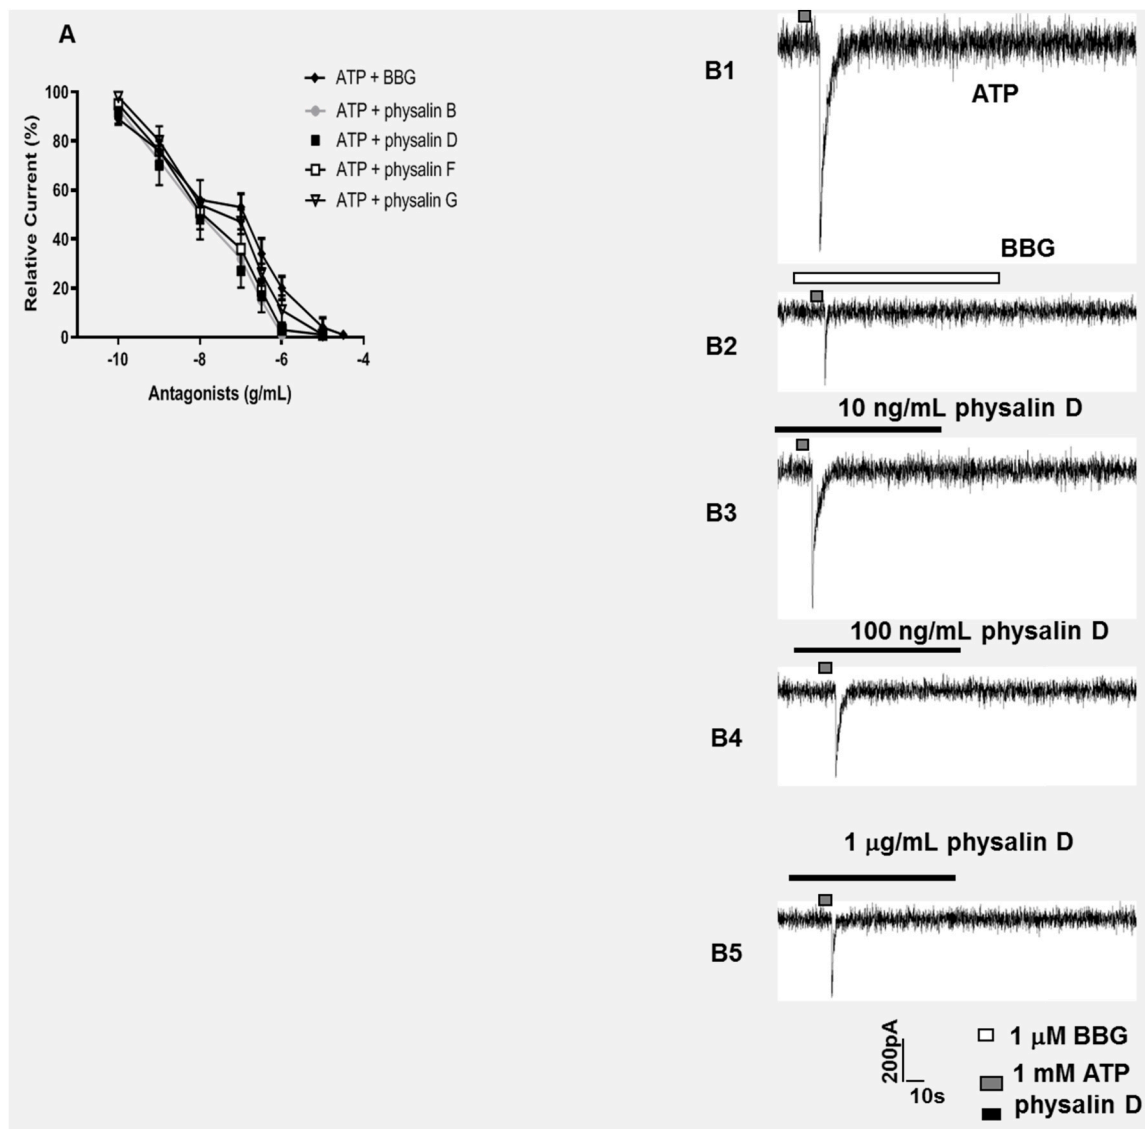 A
ATP + BBG
ATP + physalin B
ATP + physalin D
ATP + physalin F
ATP + physalin G
Relative Current (%)
100
80
60
40
20
0
-10
-8
-6
-4
Antagonists (g/mL)
B1
ATP
BBG
B2
10 ng/mL physalin D
B3
100 ng/mL physalin D
B4
1 μg/mL physalin D
B5
200pA
10s
1 μM BBG
1 mM ATP
physalin D